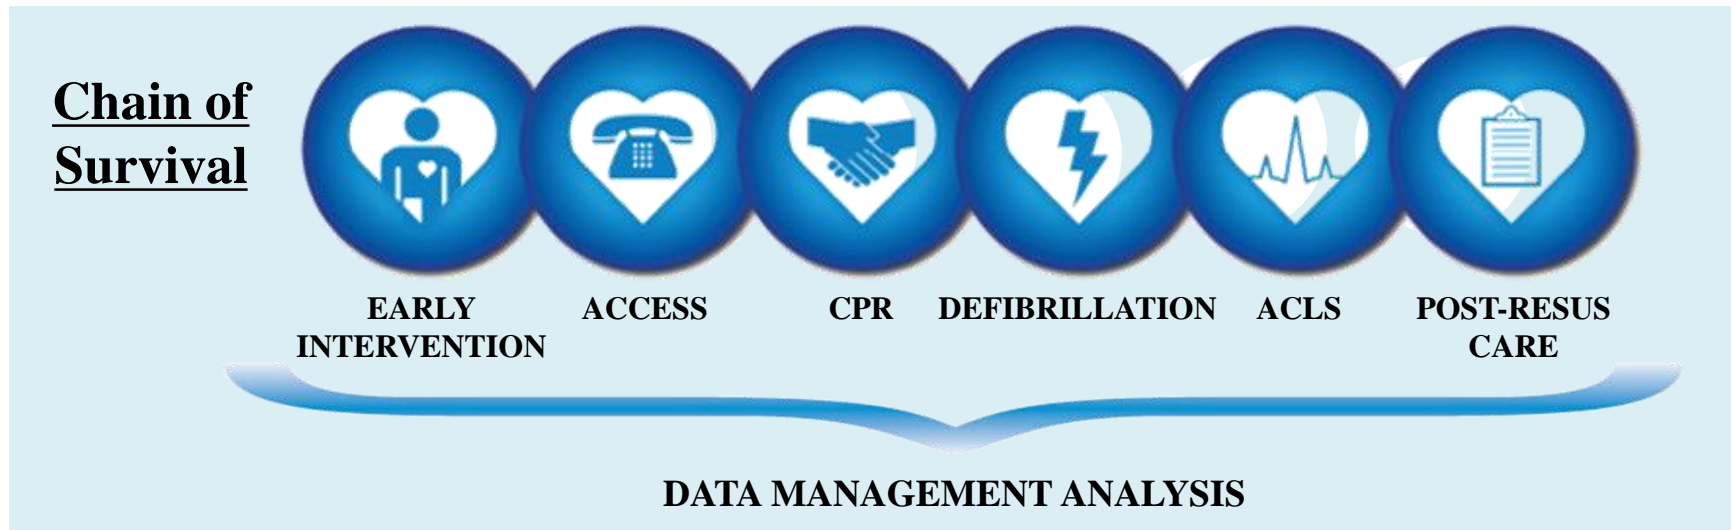 Chain of
Survival
EARLY
INTERVENTION
ACCESS
CPR
DEFIBRILLATION
ACLS
POST-RESUS
CARE
DATA MANAGEMENT ANALYSIS